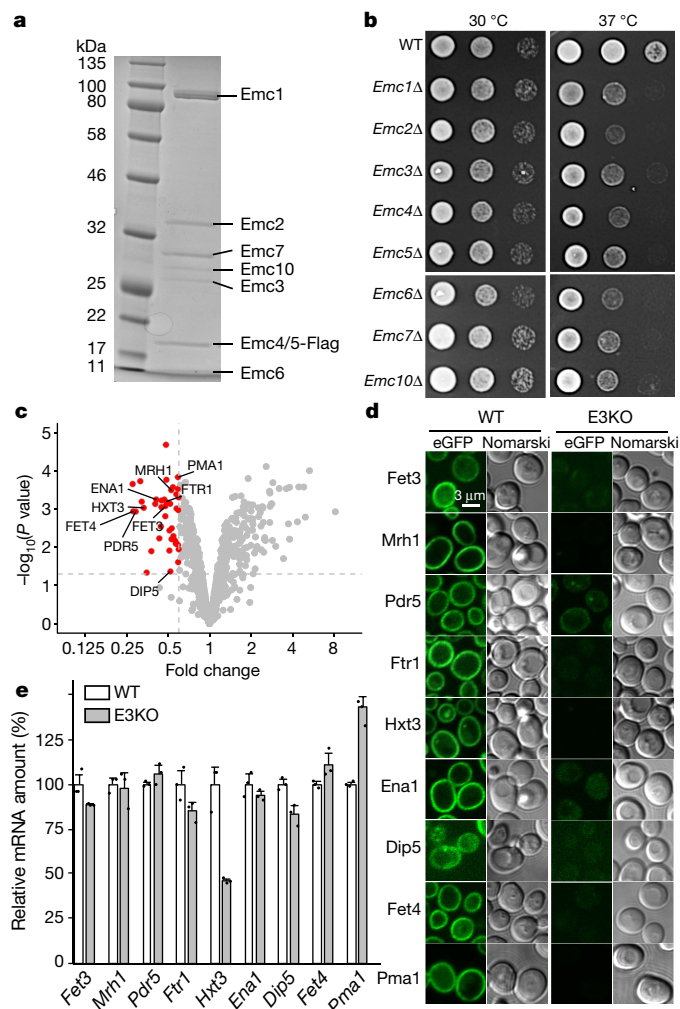 a
kDa
135
100
80
58
46
32
25
22
17
11
Emc1
Emc2
Emc7
Emc10
Emc3
Emc4/5-Flag
Emc6
b
30 °C 37 °C
WT
Emc1Δ
Emc2Δ
Emc3Δ
Emc4Δ
Emc5Δ
Emc6Δ
Emc7Δ
Emc10Δ
c
–log10(P value)
5
4
3
2
1
0
MRH1 PMA1
ENA1 FTR1
HXT3
FET4 FET3
PDR5
DIP5
0.125 0.25 0.5 1 2 4 8
Fold change
d
WT E3KO
eGFP Nomarski eGFP Nomarski
Fet3
3 μm
Mrh1
Pdr5
Ftr1
Hxt3
Ena1
Dip5
Fet4
Pma1
e
WT
E3KO
Relative mRNA amount (%)
125
100
75
50
25
0
Fet3 Mrh1 Pdr5 Ftr1 Hxt3 Ena1 Dip5 Fet4 Pma1